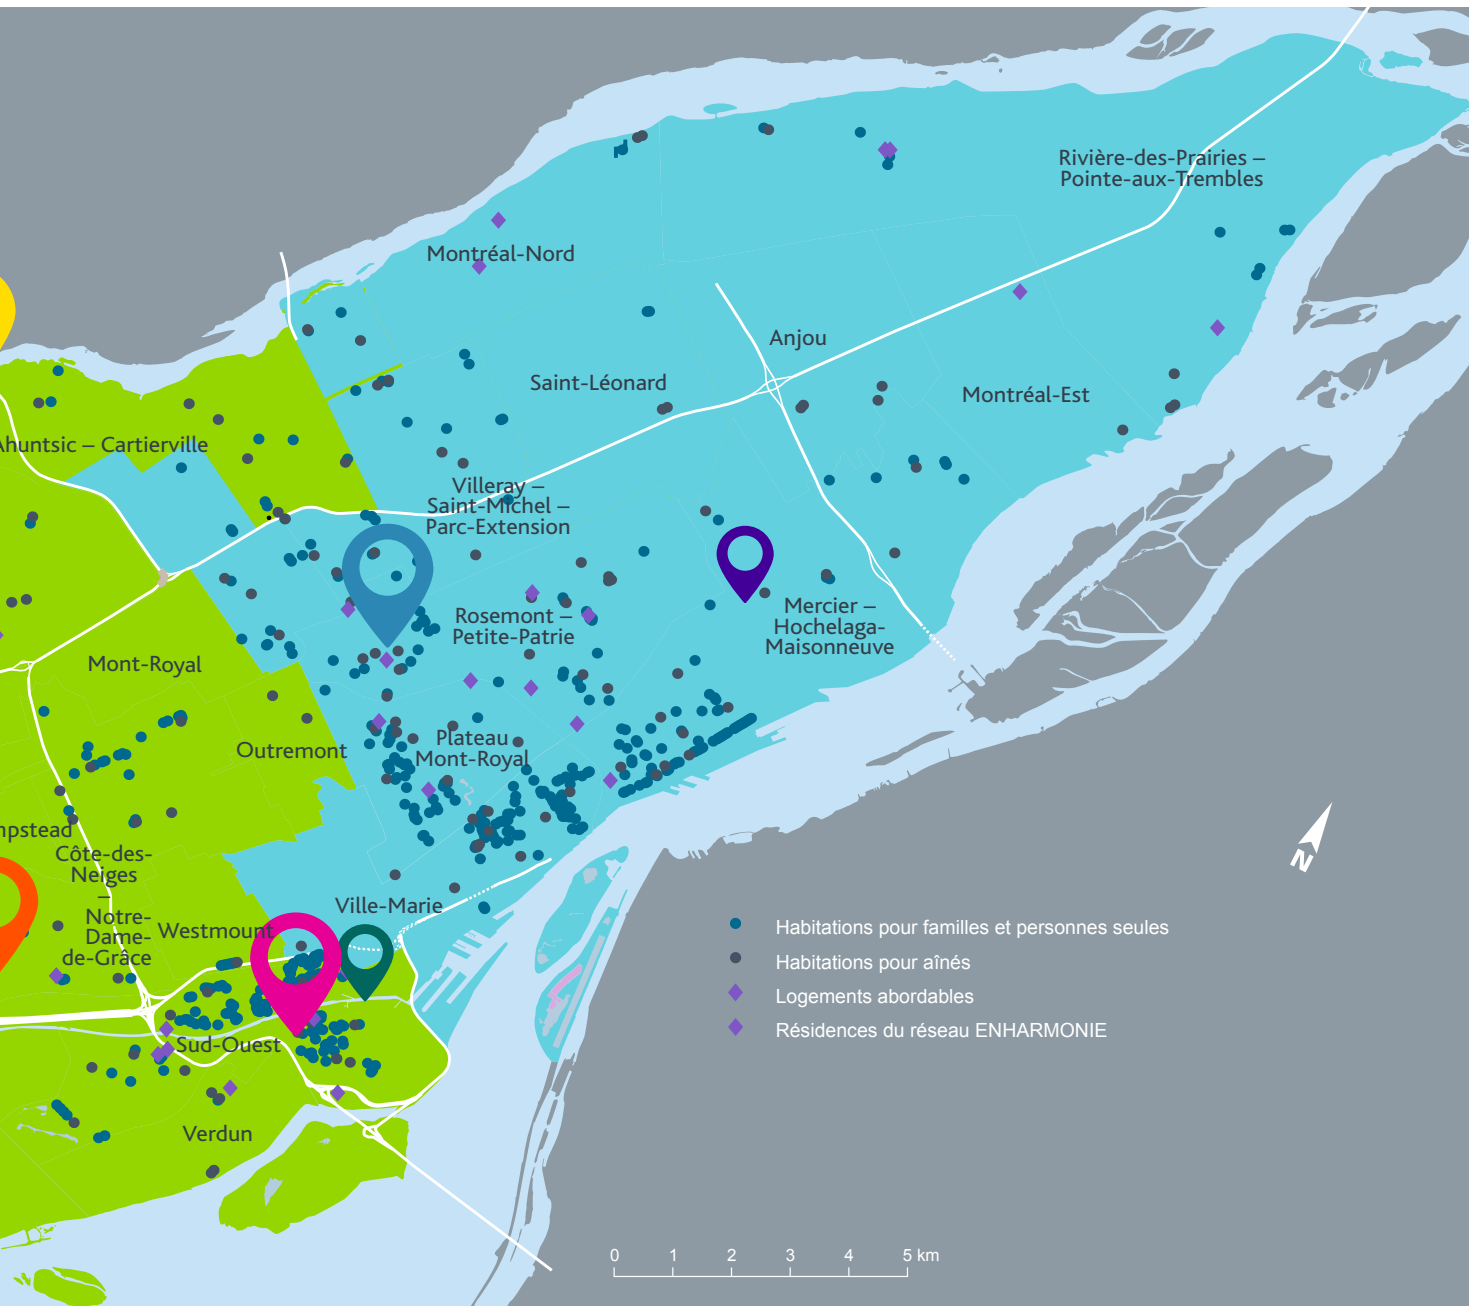 Rivière-des-Prairies –
Pointe-aux-Trembles
Montréal-Nord
Anjou
Saint-Léonard
Montréal-Est
Ahuntsic – Cartierville
Villeray –
Saint-Michel –
Parc-Extension
Rosemont –
Petite-Patrie
Mercier –
Hochelaga-
Maisonneuve
Mont-Royal
Outremont
Plateau
Mont-Royal
mpstead
Côte-des-
Neiges
–
Notre-
Dame-
de-Grâce
Westmount
Ville-Marie
Sud-Ouest
Verdun
N
Habitations pour familles et personnes seules
Habitations pour aînés
Logements abordables
Résidences du réseau ENHARMONIE
0 1 2 3 4 5 km